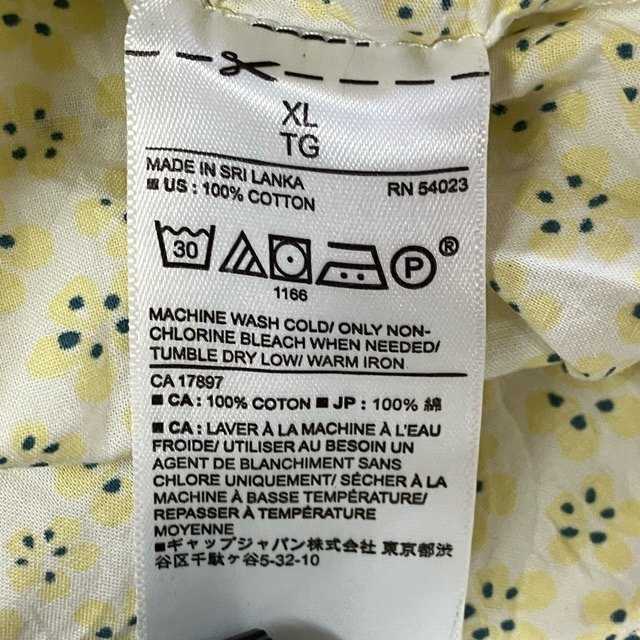 XL
TG
MADE IN SRI LANKA RN 54023
■ US : 100% COTTON
30 P ®
1166
MACHINE WASH COLD/ ONLY NON-
CHLORINE BLEACH WHEN NEEDED/
TUMBLE DRY LOW/ WARM IRON
CA 17897
■ CA : 100% COTON ■ JP : 100% 綿
■ CA : LAVER À LA MACHINE À L'EAU
FROIDE/ UTILISER AU BESOIN UN
AGENT DE BLANCHIMENT SANS
CHLORE UNIQUEMENT/ SÉCHER À LA
MACHINE À BASSE TEMPÉRATURE/
REPASSER À TEMPÉRATURE
MOYENNE
■ギャップジャパン株式会社 東京都渋
谷区千駄ヶ谷5-32-10